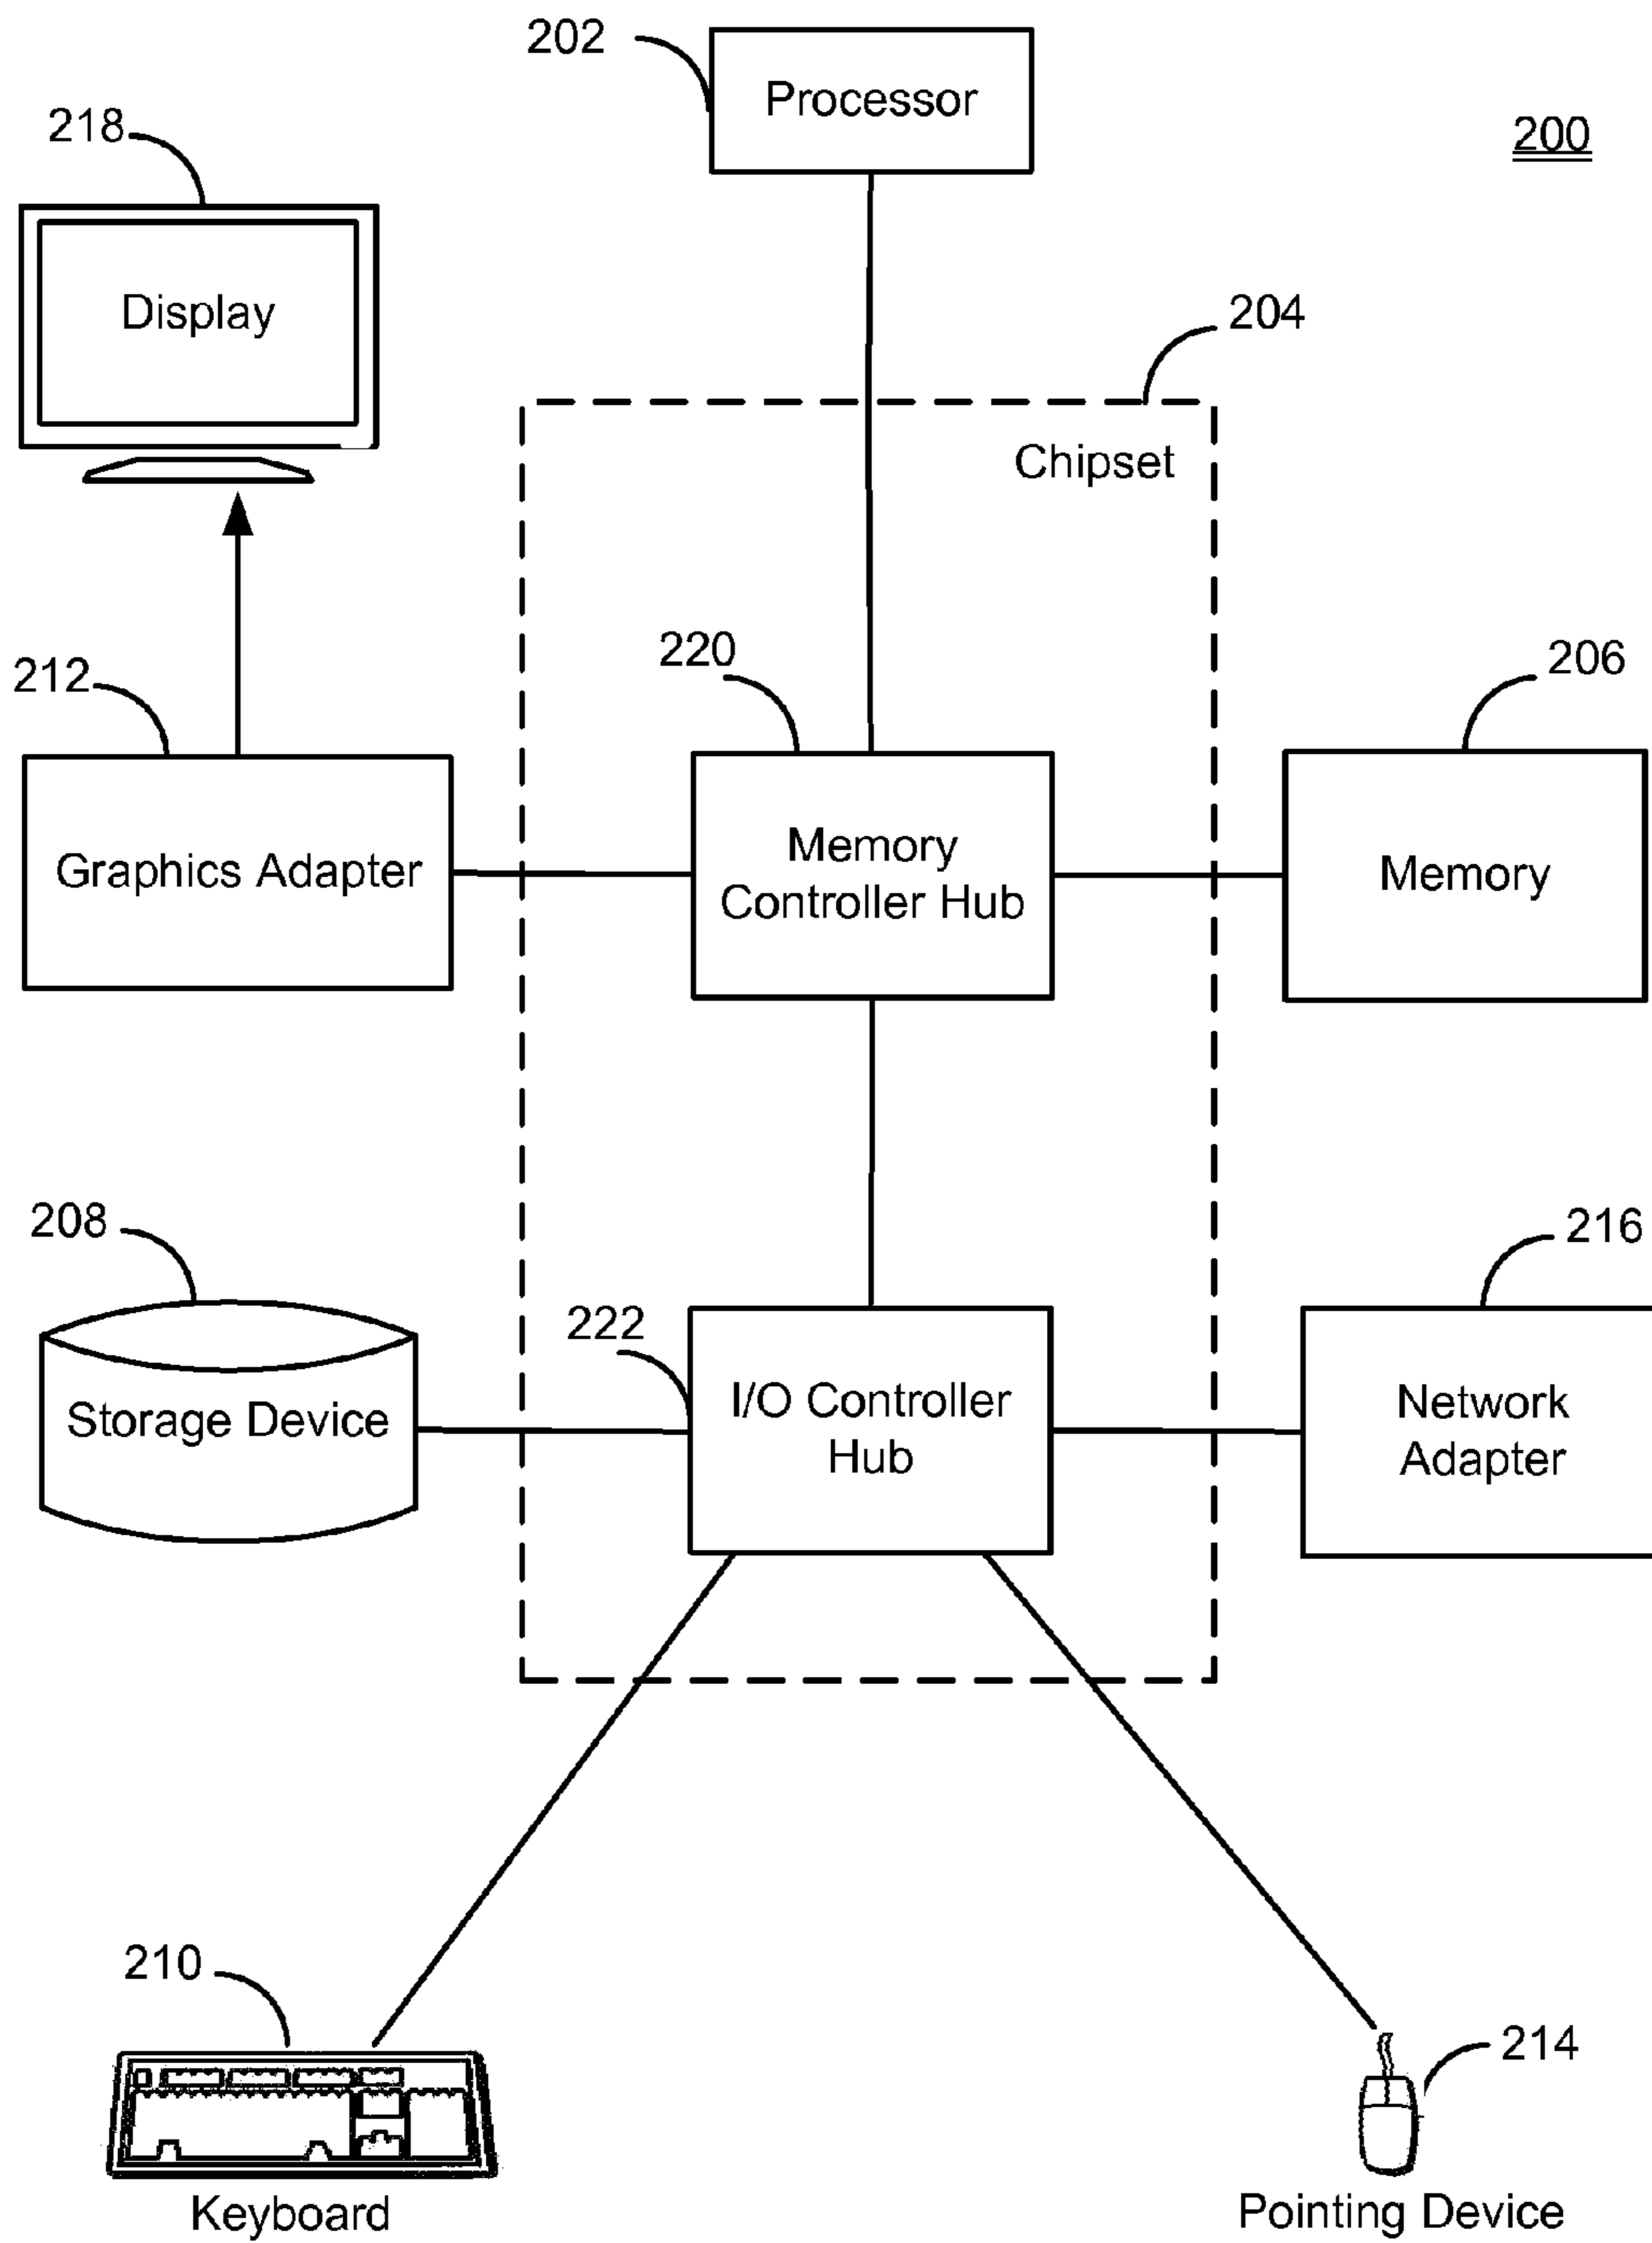 202
Processor
200
218
Display
204
Chipset
212
220
206
Graphics Adapter
Memory
Controller Hub
Memory
208
222
216
Storage Device
I/O Controller
Hub
Network
Adapter
210
214
Keyboard
Pointing Device